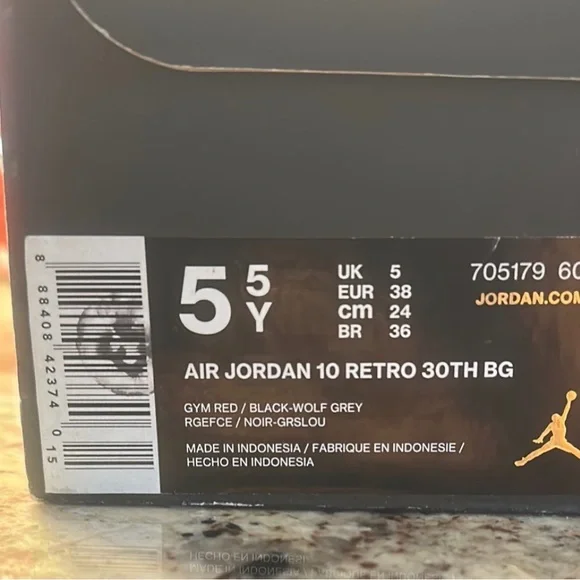 5 5 Y
UK 5
EUR 38
cm 24
BR 36
705179 60
JORDAN.COM
AIR JORDAN 10 RETRO 30TH BG
GYM RED / BLACK-WOLF GREY
RGEFCE / NOIR-GRSLOU
MADE IN INDONESIA / FABRIQUE EN INDONESIE /
HECHO EN INDONESIA
8 88408 42374 0 15